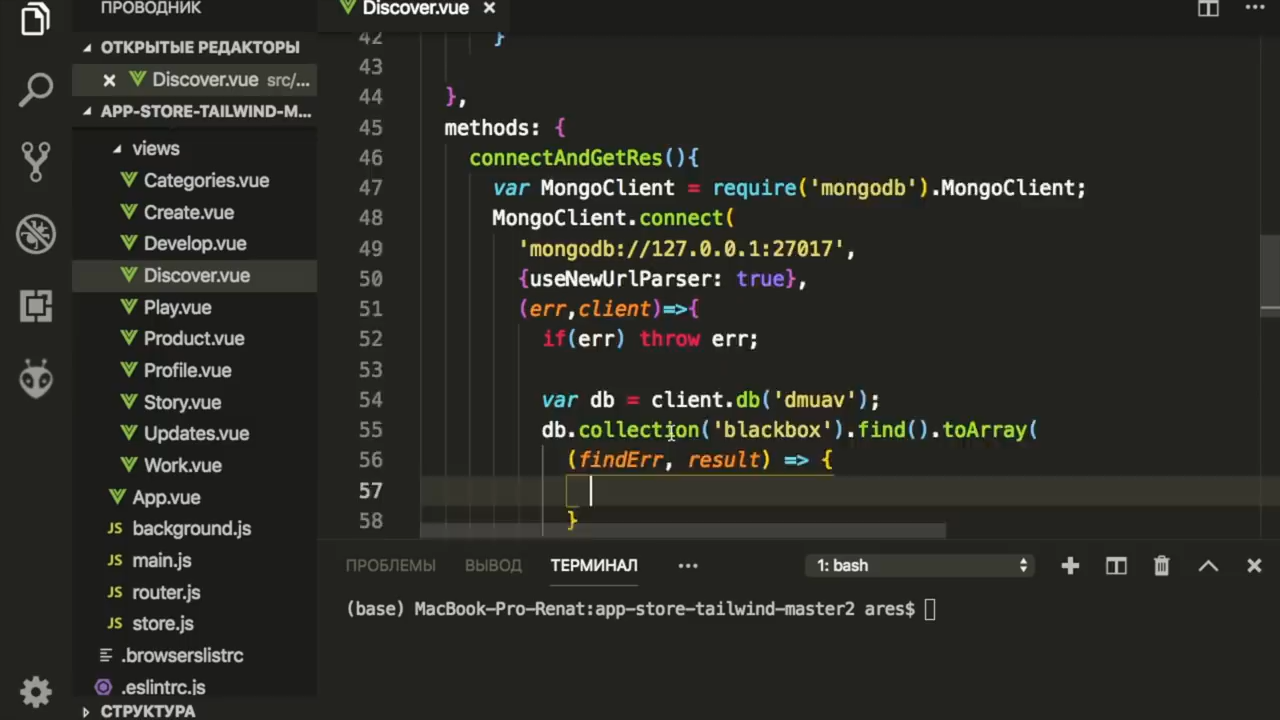 ПРОВОДНИК
ОТКРЫТЫЕ РЕДАКТОРЫ
Discover.vue src/...
APP-STORE-TAILWIND-M...
views
Categories.vue
Create.vue
Develop.vue
Discover.vue
Play.vue
Product.vue
Profile.vue
Story.vue
Updates.vue
Work.vue
App.vue
background.js
main.js
router.js
store.js
.browserslistrc
.eslintrc.js
СТРУКТУРА
Discover.vue
42 }
43
44 },
45 methods: {
46 connectAndGetRes(){
47 var MongoClient = require('mongodb').MongoClient;
48 MongoClient.connect(
49 'mongodb://127.0.0.1:27017',
50 {useNewUrlParser: true},
51 (err,client)=>{
52 if(err) throw err;
53
54 var db = client.db('dmuav');
55 db.collection('blackbox').find().toArray(
56 (findErr, result) => {
57
58 }
ПРОБЛЕМЫ ВЫВОД ТЕРМИНАЛ ... 1: bash
(base) MacBook-Pro-Renat:app-store-tailwind-master2 ares$